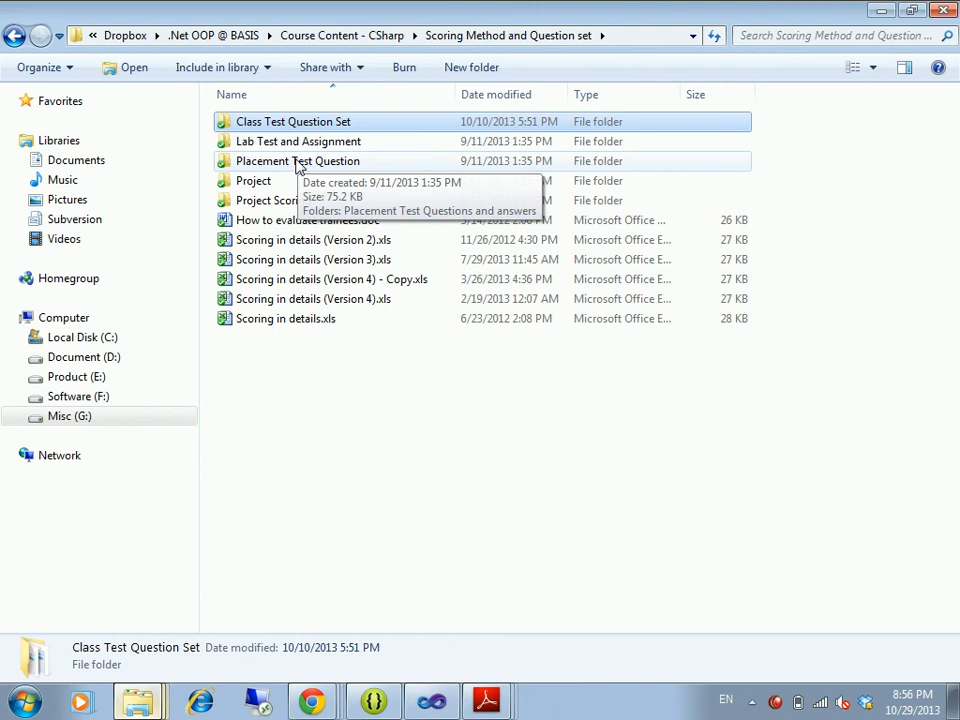 « Dropbox ▸ .Net OOP @ BASIS ▸ Course Content - CSharp ▸ Scoring Method and Question set ▸
Search Scoring Method and Question ...
Organize Open Include in library Share with Burn New folder
Name Date modified Type Size
Favorites
Libraries
Documents
Music
Pictures
Subversion
Videos
Homegroup
Computer
Local Disk (C:)
Document (D:)
Product (E:)
Software (F:)
Misc (G:)
Network
Class Test Question Set 10/10/2013 5:51 PM File folder
Lab Test and Assignment 9/11/2013 1:35 PM File folder
Placement Test Question 9/11/2013 1:35 PM File folder
Project File folder
Project Scori File folder
How to evaluate trainees.doc Microsoft Office ... 26 KB
Scoring in details (Version 2).xls 11/26/2012 4:30 PM Microsoft Office E... 27 KB
Scoring in details (Version 3).xls 7/29/2013 11:45 AM Microsoft Office E... 27 KB
Scoring in details (Version 4) - Copy.xls 3/26/2013 4:36 PM Microsoft Office E... 27 KB
Scoring in details (Version 4).xls 2/19/2013 12:07 AM Microsoft Office E... 27 KB
Scoring in details.xls 6/23/2012 2:08 PM Microsoft Office E... 28 KB
Date created: 9/11/2013 1:35 PM
Size: 75.2 KB
Folders: Placement Test Questions and answers
Class Test Question Set Date modified: 10/10/2013 5:51 PM
File folder
EN
8:56 PM
10/29/2013